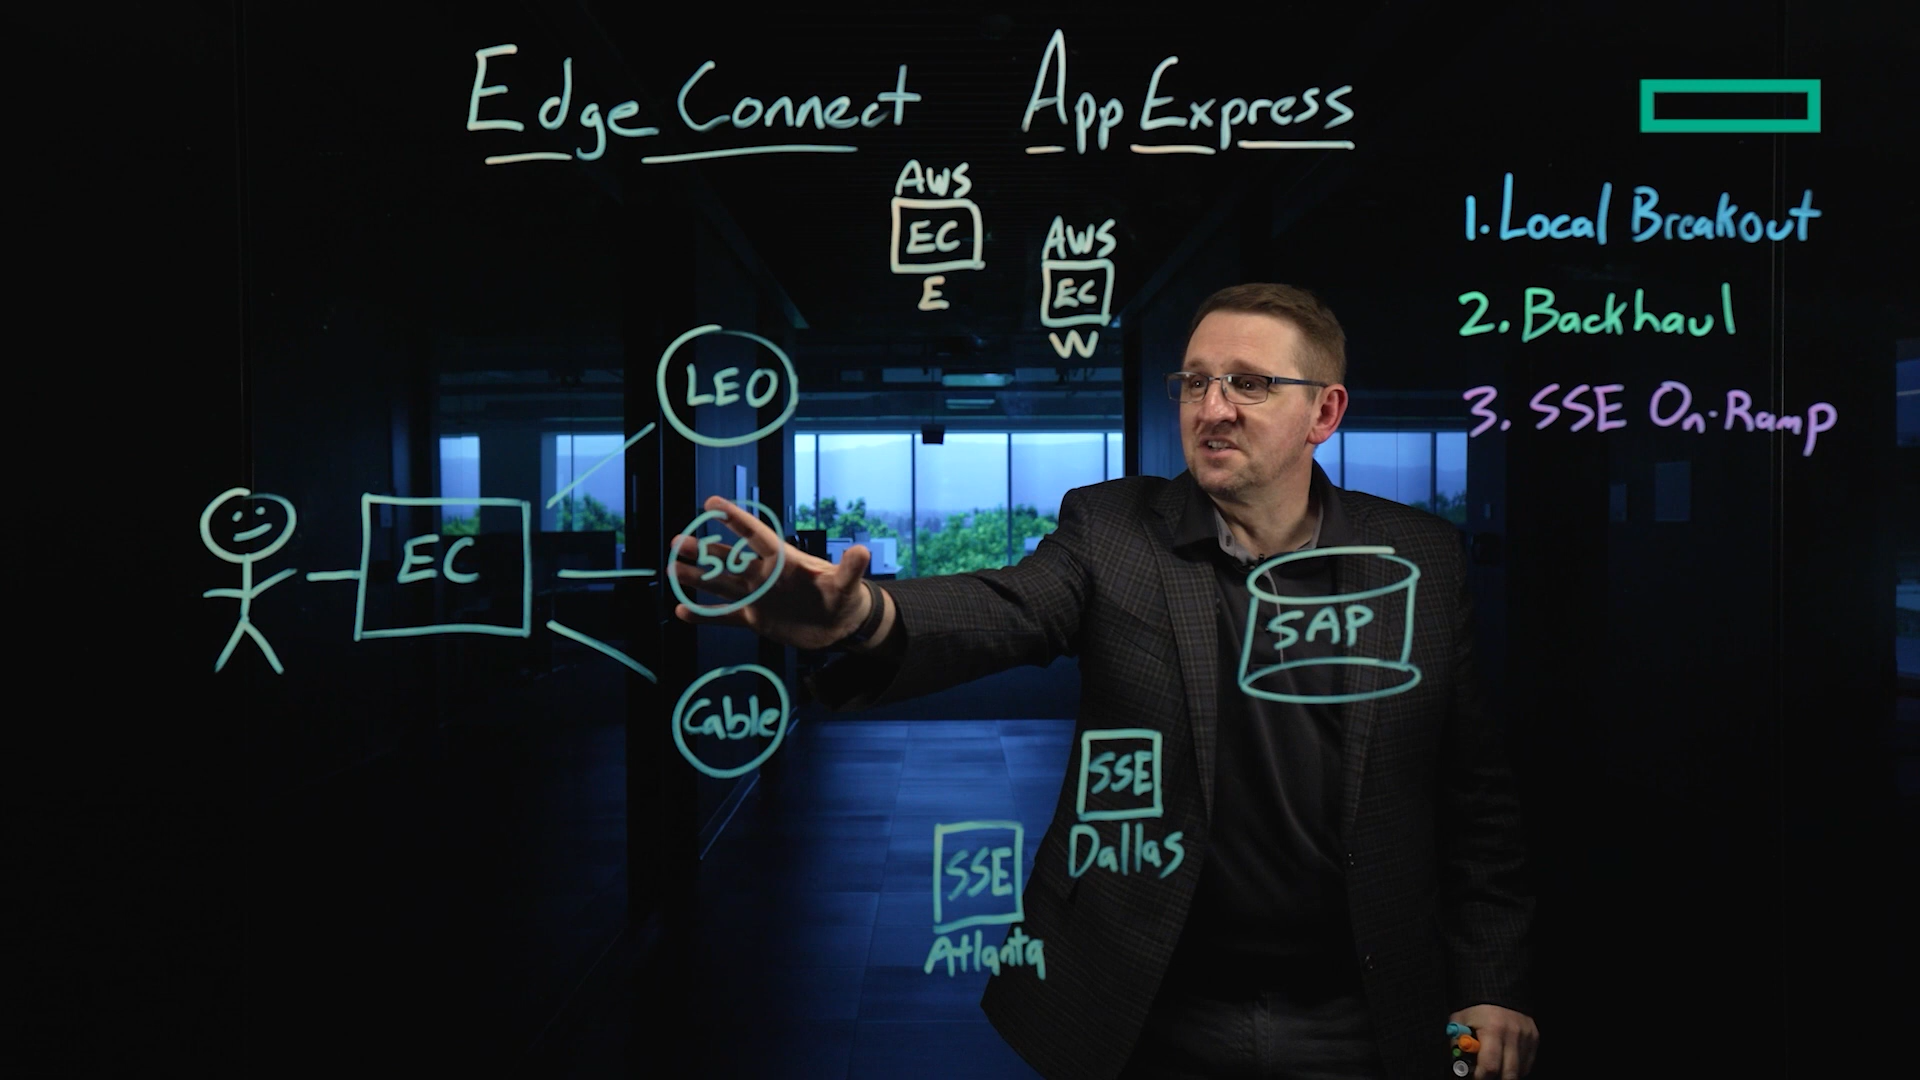 Edge Connect App Express
AWS
EC
E
AWS
EC
W
1. Local Breakout
2. Backhaul
3. SSE On-Ramp
LEO
EC
5G
Cable
SAP
SSE
Dallas
SSE
Atlanta